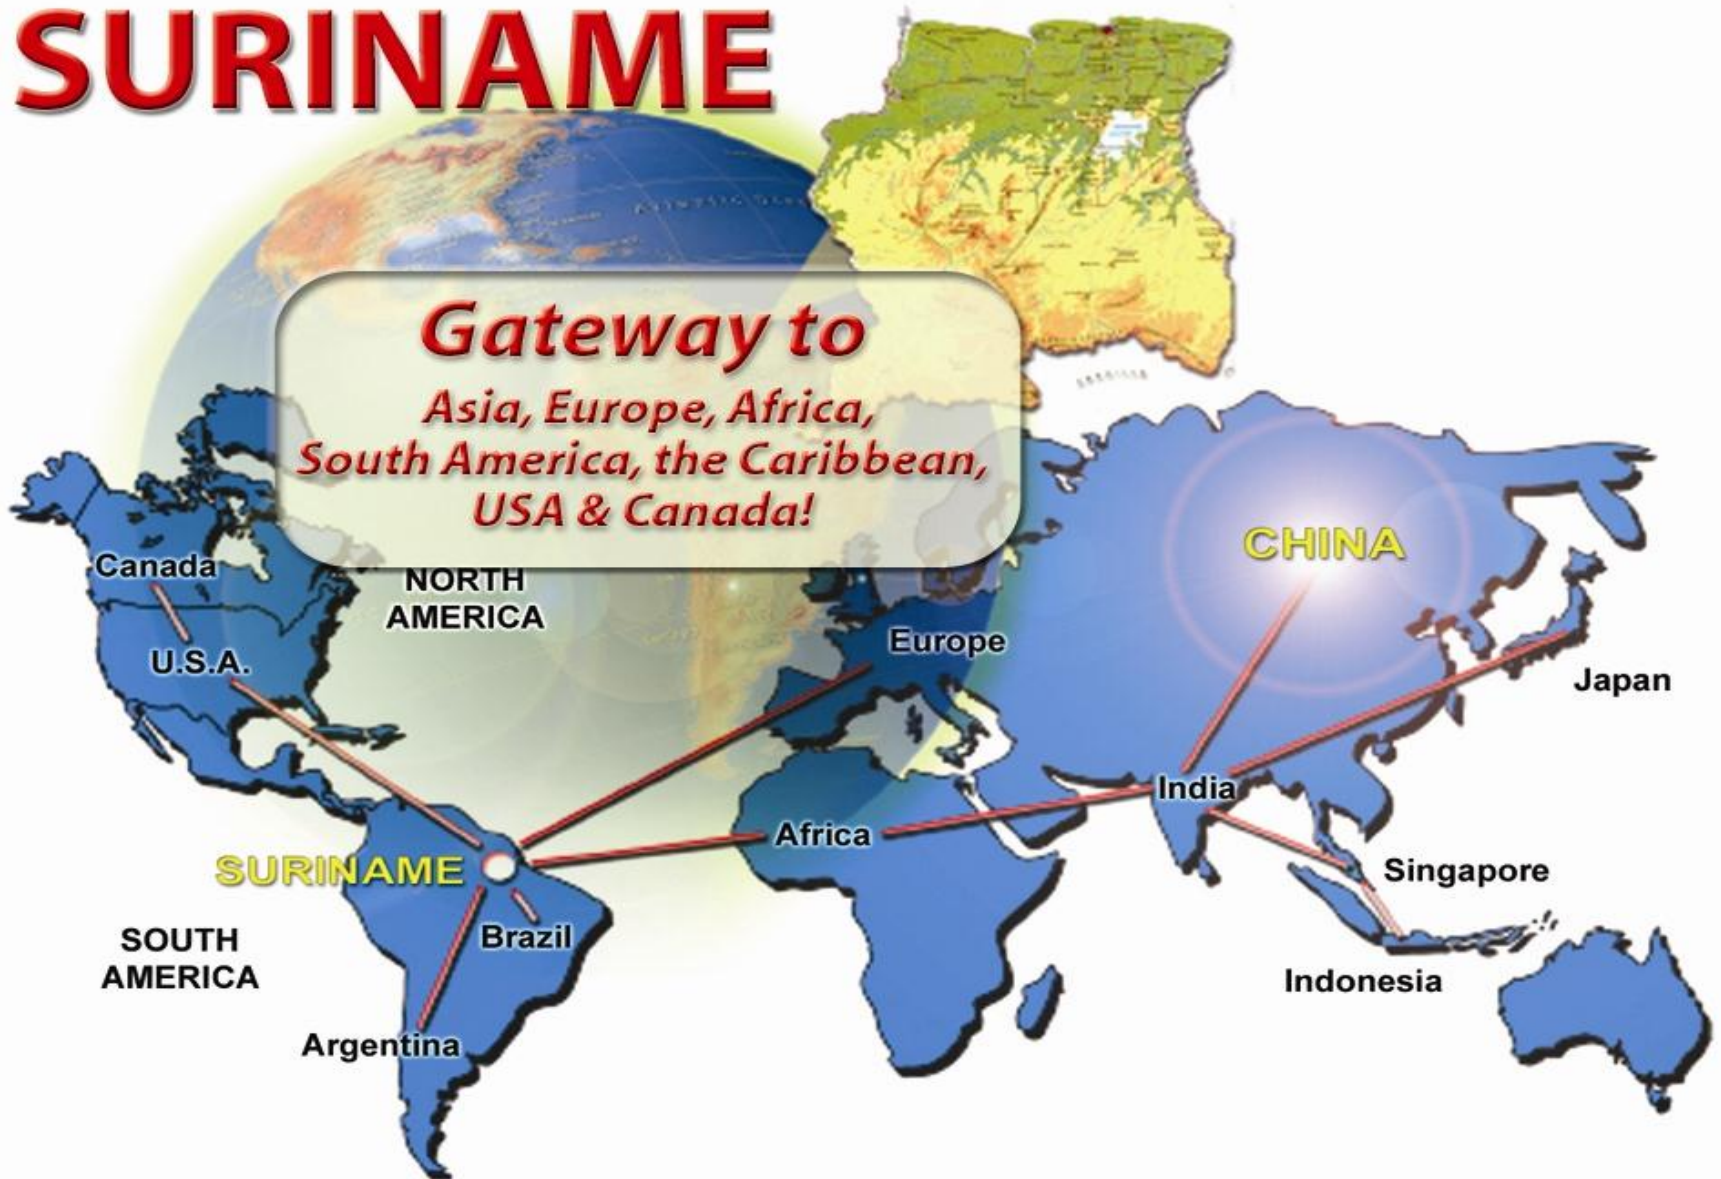 SURINAME
Gateway to
Asia, Europe, Africa,
South America, the Caribbean,
USA & Canada!
Canada
NORTH
AMERICA
U.S.A.
Europe
CHINA
Japan
India
Africa
SURINAME
Singapore
Brazil
SOUTH
AMERICA
Indonesia
Argentina